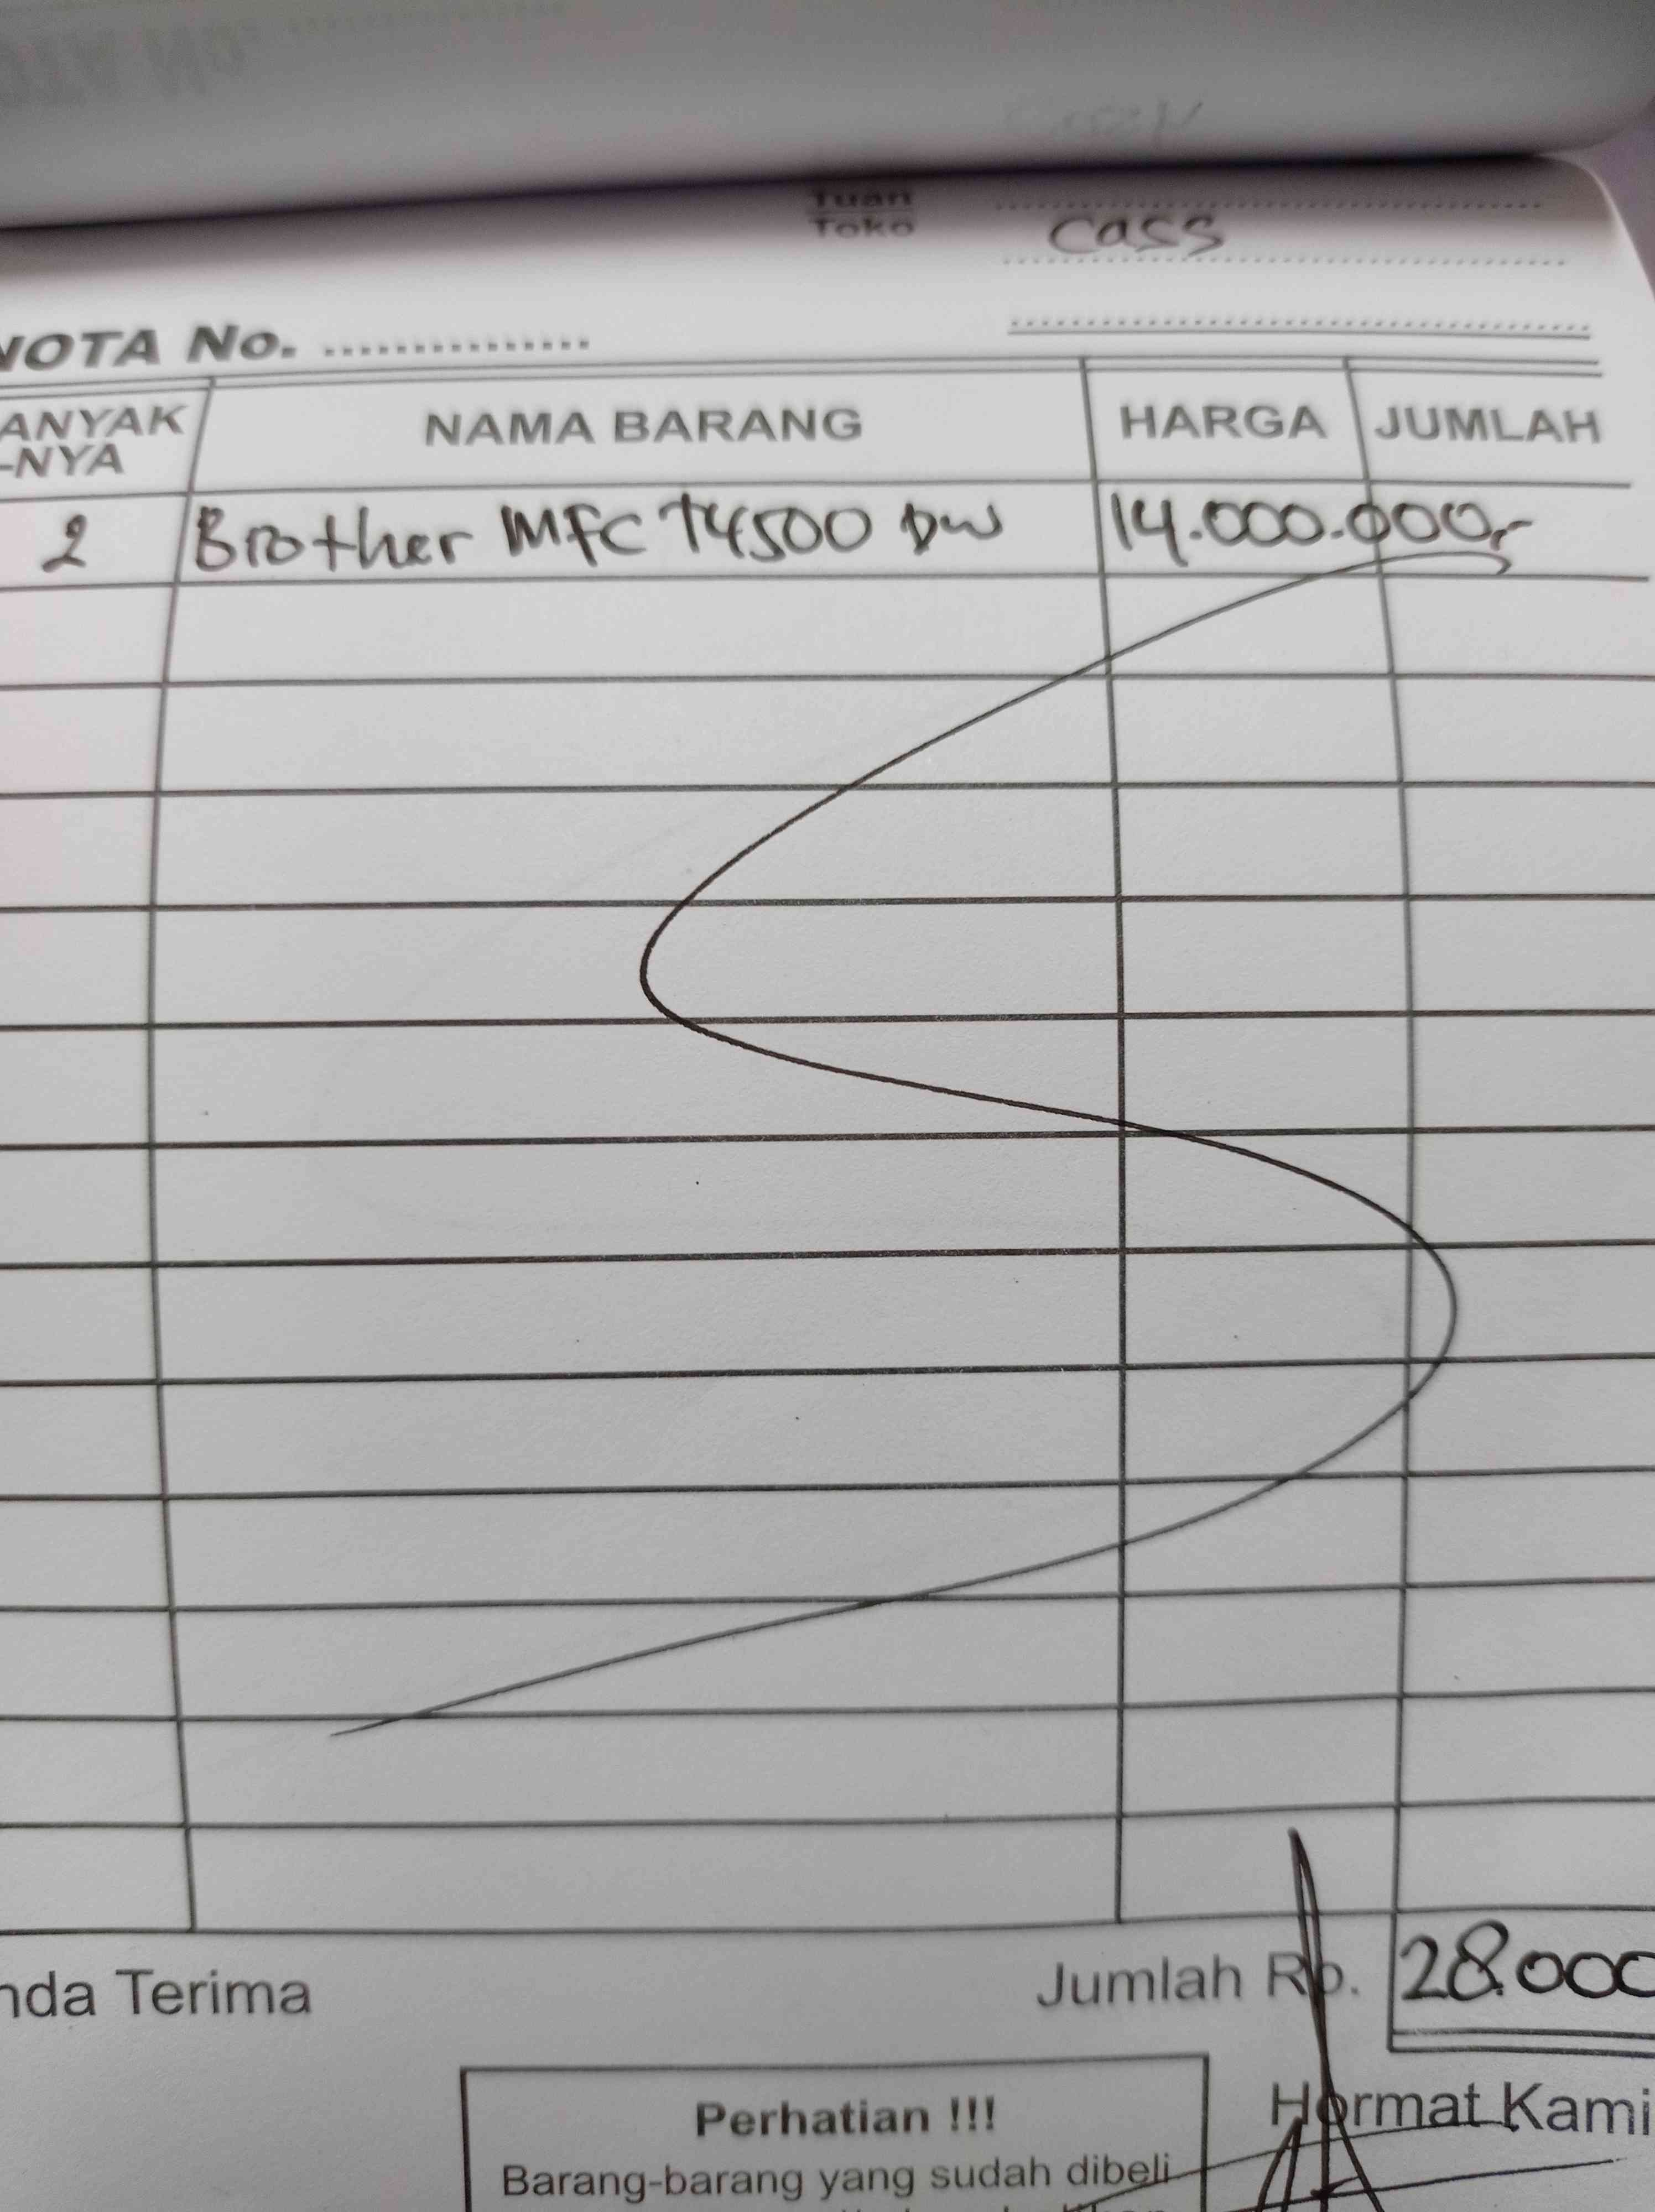 Tuan
Toko
Cass
NOTA No. ...............
ANYAK
-NYA
NAMA BARANG
HARGA
JUMLAH
2 Brother MFC T4500 DW 14.000.000,-
nda Terima
Jumlah Rp. 28.000
Perhatian !!!
Hormat Kami
Barang-barang yang sudah dibeli